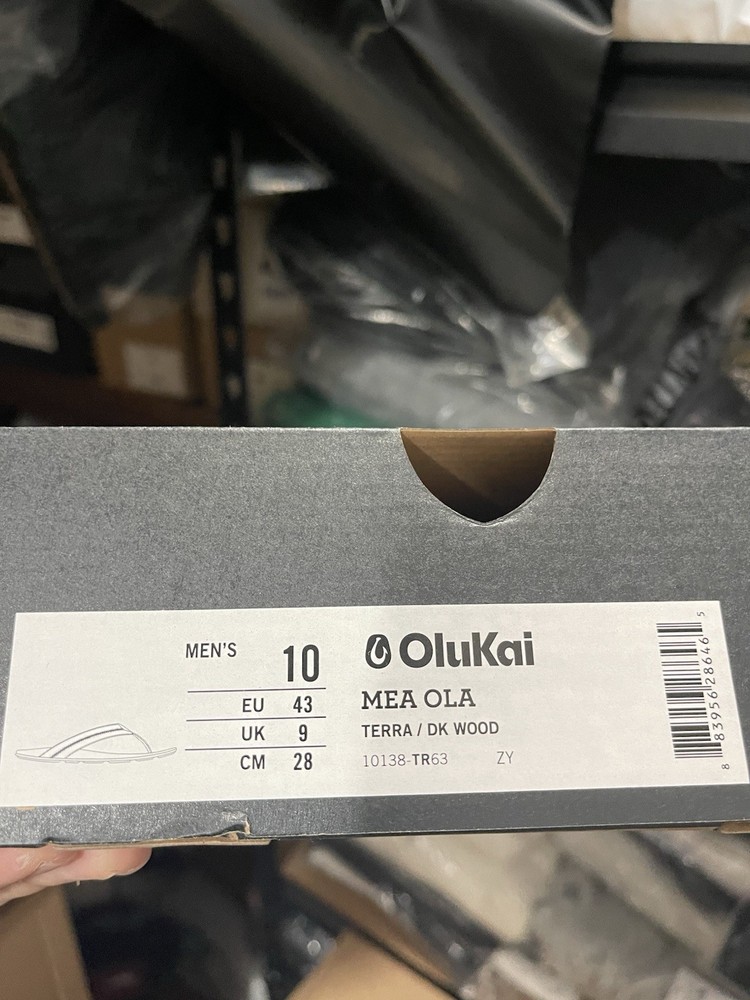 MEN'S 10
EU 43
UK 9
CM 28
OluKai
MEA OLA
TERRA / DK WOOD
10138-TR63 ZY
8 83956 28646 5